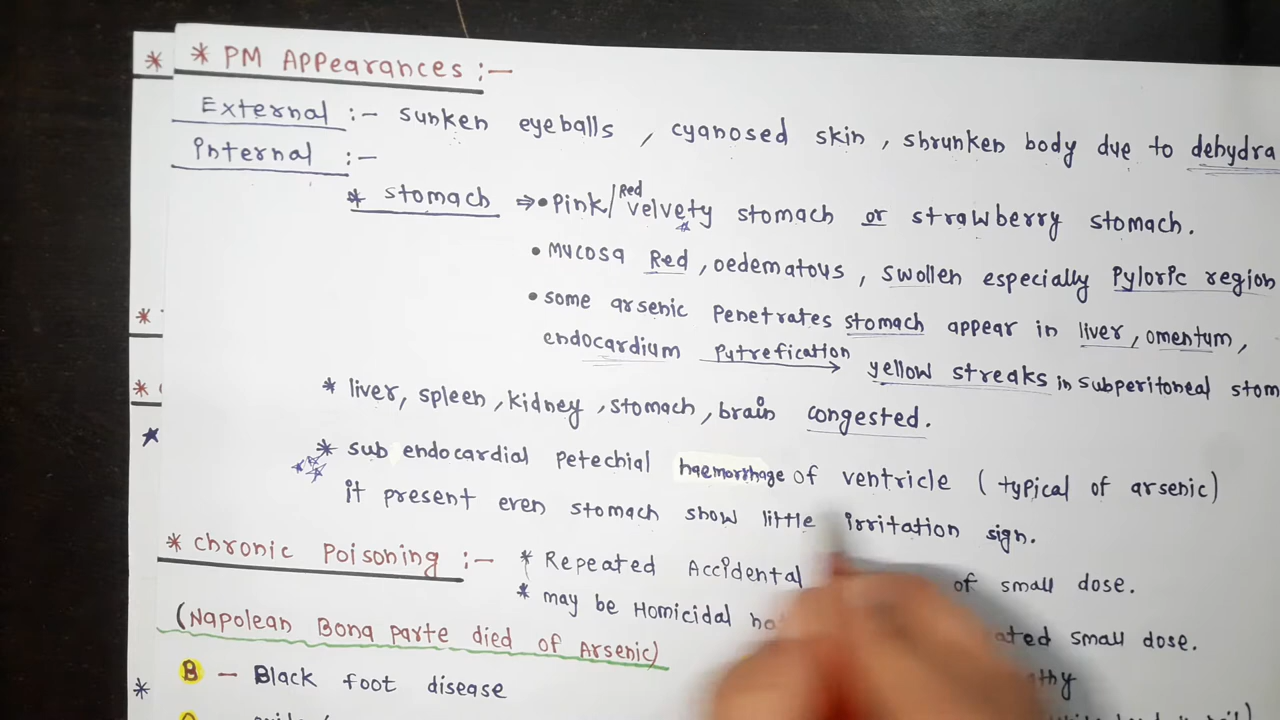 * PM Appearances :-
External :- sunken eyeballs , cyanosed skin , shrunken body due to dehydra
Internal :-
* stomach ⇒ • Pink/Red velvety stomach or strawberry stomach.
• Mucosa Red , oedematous , swollen especially Pyloric region
• some arsenic penetrates stomach appear in liver, omentum,
endocardium Putrefication → yellow streaks in subperitoneal stom
* liver, spleen , kidney , stomach , brain congested.
* sub endocardial petechial haemorrhage of ventricle ( typical of arsenic )
it present even stomach show little irritation sign.
* Chronic Poisoning :- * Repeated Accidental of small dose.
* may be Homicidal small dose.
(Napolean Bona parte died of Arsenic)
B - Black foot disease